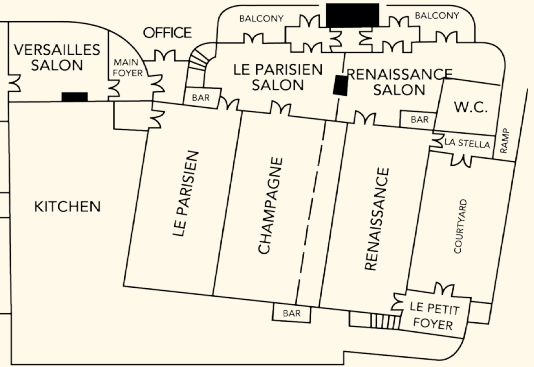 OFFICE
BALCONY
BALCONY
VERSAILLES
SALON
MAIN
FOYER
LE PARISIEN
SALON
RENAISSANCE
SALON
BAR
BAR
W.C.
LA STELLA
RAMP
KITCHEN
LE PARISIEN
CHAMPAGNE
RENAISSANCE
COURTYARD
BAR
LE PETIT
FOYER